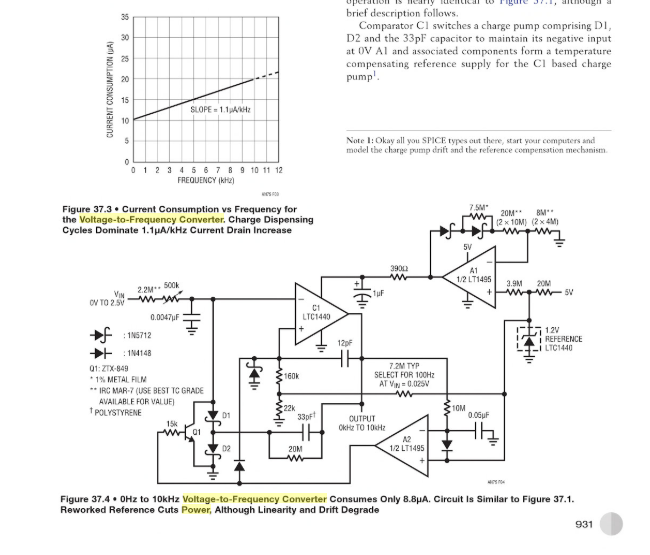 operation is nearly identical to Figure 37.1, although a
brief description follows.
Comparator C1 switches a charge pump comprising D1,
D2 and the 33pF capacitor to maintain its negative input
at 0V A1 and associated components form a temperature
compensating reference supply for the C1 based charge
pump1.
Note 1: Okay all you SPICE types out there, start your computers and
model the charge pump drift and the reference compensation mechanism.
35
30
25
20
15
10
5
0
CURRENT CONSUMPTION (µA)
SLOPE = 1.1µA/kHz
0 1 2 3 4 5 6 7 8 9 10 11 12
FREQUENCY (kHz)
AN75 F03
Figure 37.3 • Current Consumption vs Frequency for
the Voltage-to-Frequency Converter. Charge Dispensing
Cycles Dominate 1.1µA/kHz Current Drain Increase
7.5M*
20M**
(2 × 10M)
8M**
(2 × 4M)
5V
390Ω
A1
1/2 LT1495
3.9M
20M
5V
1µF
VIN
0V TO 2.5V
2.2M**
500k
0.0047µF
C1
LTC1440
1.2V
REFERENCE
LTC1440
: 1N5712
: 1N4148
Q1: ZTX-849
* 1% METAL FILM
** IRC MAR-7 (USE BEST TC GRADE
AVAILABLE FOR VALUE)
† POLYSTYRENE
12pF
160k
7.2M TYP
SELECT FOR 100Hz
AT VIN = 0.025V
22k
33pF†
OUTPUT
0kHz TO 10kHz
10M
0.05µF
15k
Q1
D1
D2
20M
A2
1/2 LT1495
AN75 F04
Figure 37.4 • 0Hz to 10kHz Voltage-to-Frequency Converter Consumes Only 8.8µA. Circuit Is Similar to Figure 37.1.
Reworked Reference Cuts Power, Although Linearity and Drift Degrade
931